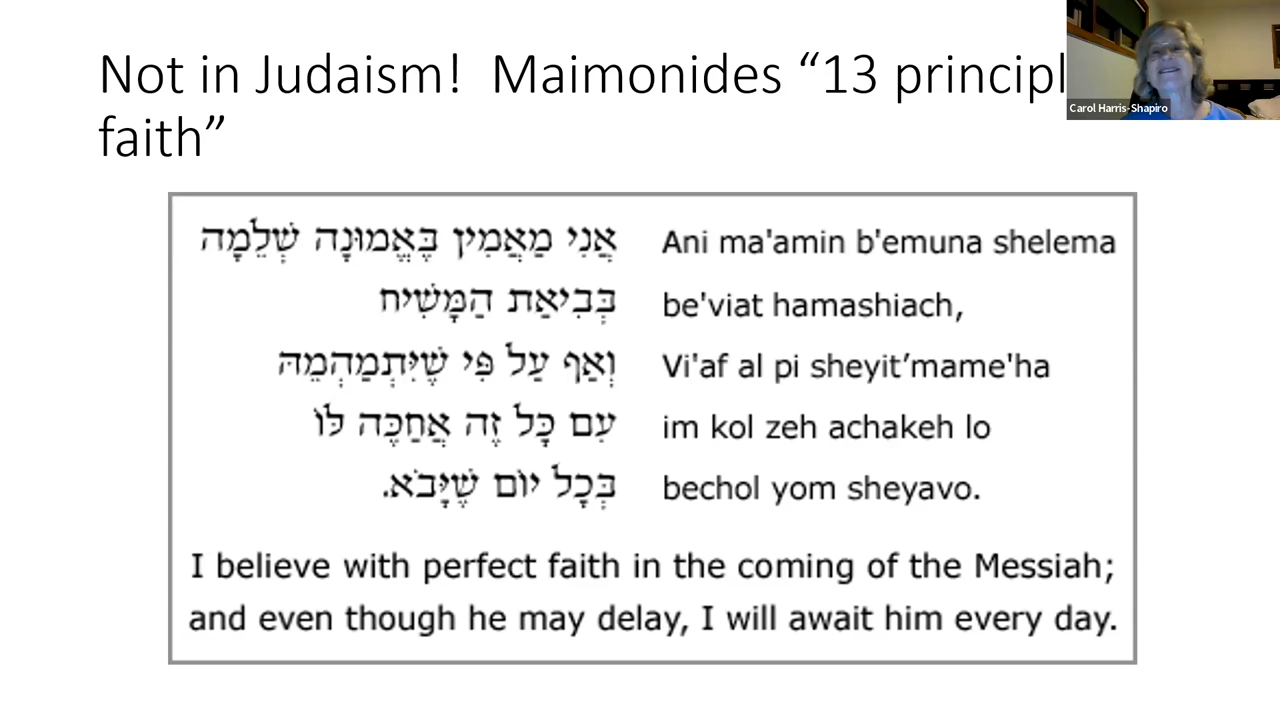 Not in Judaism! Maimonides “13 principl
faith”
Carol Harris-Shapiro
אֲנִי מַאֲמִין בֶּאֱמוּנָה שְׁלֵמָה
Ani ma'amin b'emuna shelema
בְּבִיאַת הַמָּשִׁיח
be'viat hamashiach,
וְאַף עַל פִּי שֶׁיִּתְמַהְמֵהּ
Vi'af al pi sheyit’mame'ha
עִם כָּל זֶה אֲחַכֶּה לּוֹ
im kol zeh achakeh lo
בְּכָל יוֹם שֶׁיָּבֹא.
bechol yom sheyavo.
I believe with perfect faith in the coming of the Messiah;
and even though he may delay, I will await him every day.